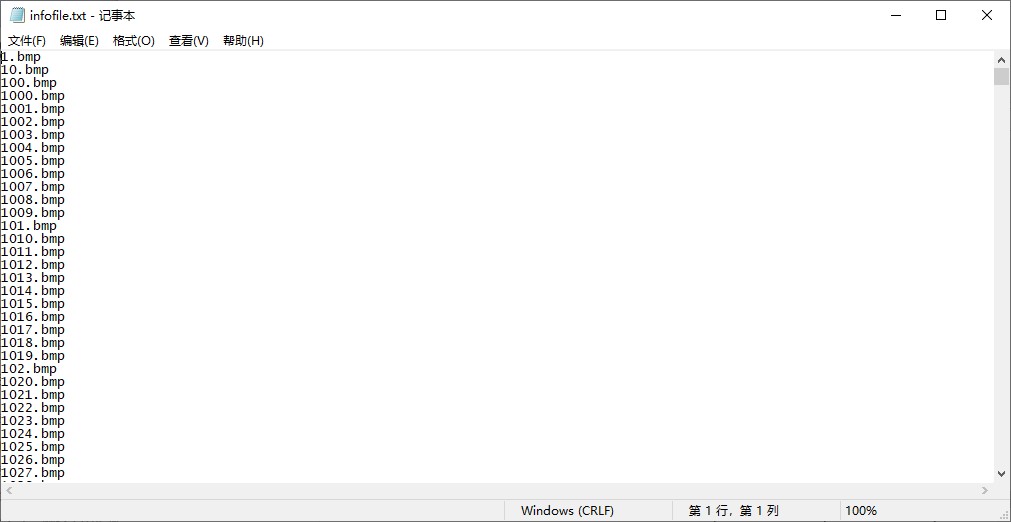 infofile.txt - 记事本
文件(F) 编辑(E) 格式(O) 查看(V) 帮助(H)
1.bmp
10.bmp
100.bmp
1000.bmp
1001.bmp
1002.bmp
1003.bmp
1004.bmp
1005.bmp
1006.bmp
1007.bmp
1008.bmp
1009.bmp
101.bmp
1010.bmp
1011.bmp
1012.bmp
1013.bmp
1014.bmp
1015.bmp
1016.bmp
1017.bmp
1018.bmp
1019.bmp
102.bmp
1020.bmp
1021.bmp
1022.bmp
1023.bmp
1024.bmp
1025.bmp
1026.bmp
1027.bmp
Windows (CRLF) 第 1 行，第 1 列 100%